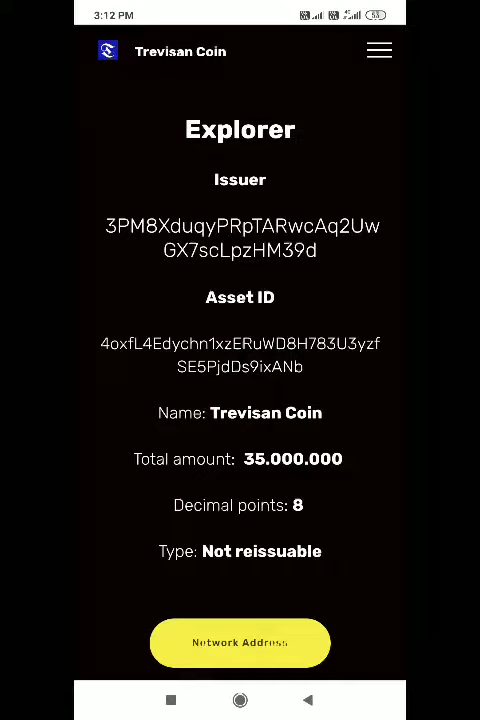 3:12 PM
Trevisan Coin
Explorer
Issuer
3PM8XduqyPRpTARwcAq2Uw
GX7scLpzHM39d
Asset ID
4oxfL4Edychn1xzERuWD8H783U3yzf
SE5PjdDs9ixANb
Name: Trevisan Coin
Total amount: 35.000.000
Decimal points: 8
Type: Not reissuable
Network Address